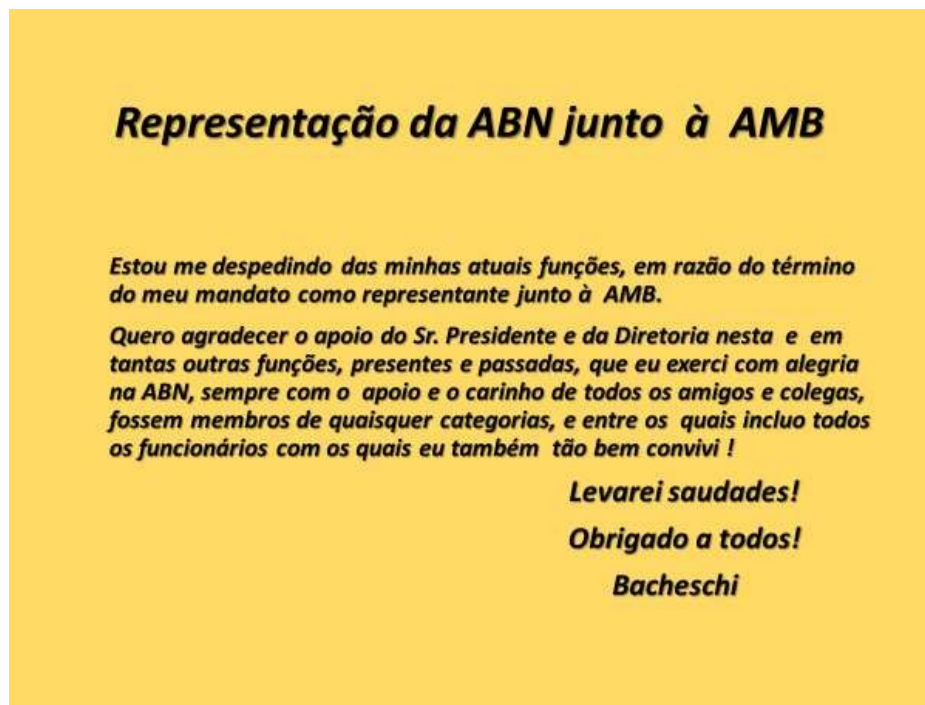 Representação da ABN junto à AMB
Estou me despedindo das minhas atuais funções, em razão do término
do meu mandato como representante junto à AMB.
Quero agradecer o apoio do Sr. Presidente e da Diretoria nesta e em
tantas outras funções, presentes e passadas, que eu exerci com alegria
na ABN, sempre com o apoio e o carinho de todos os amigos e colegas,
fossem membros de quaisquer categorias, e entre os quais incluo todos
os funcionários com os quais eu também tão bem convivi !
Levarei saudades!
Obrigado a todos!
Bacheschi